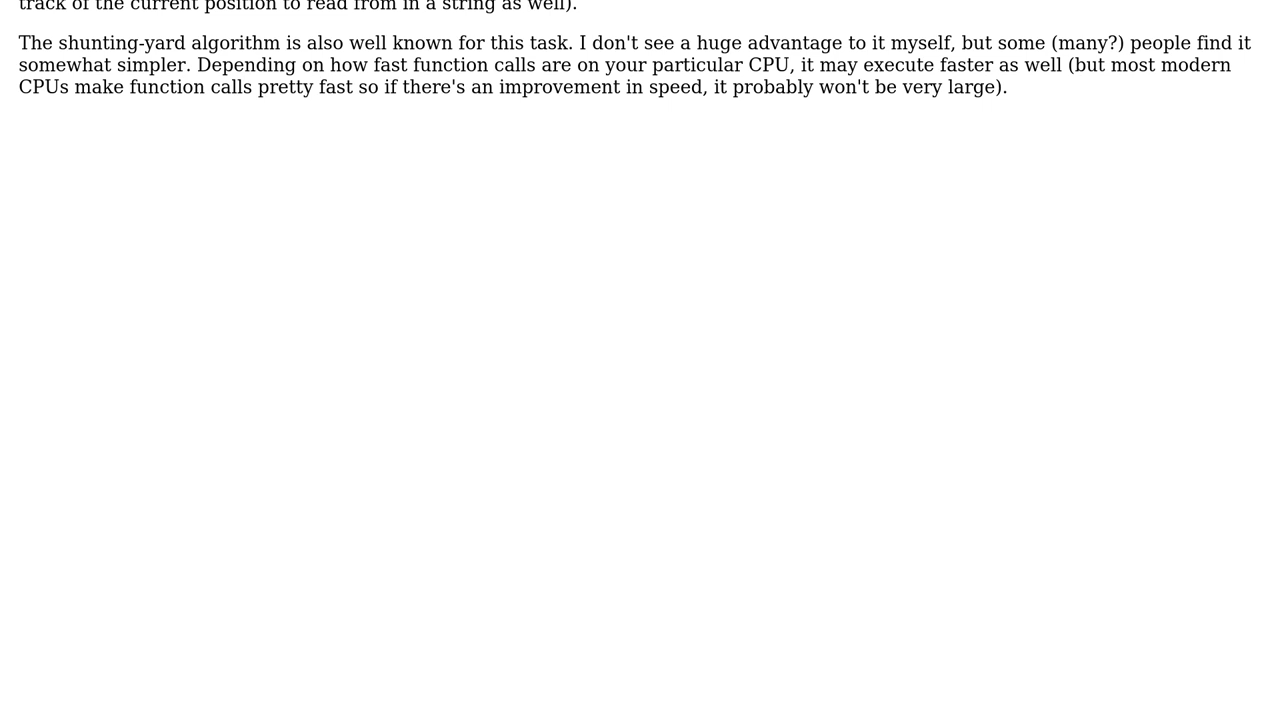 track of the current position to read from in a string as well).
The shunting-yard algorithm is also well known for this task. I don't see a huge advantage to it myself, but some (many?) people find it
somewhat simpler. Depending on how fast function calls are on your particular CPU, it may execute faster as well (but most modern
CPUs make function calls pretty fast so if there's an improvement in speed, it probably won't be very large).